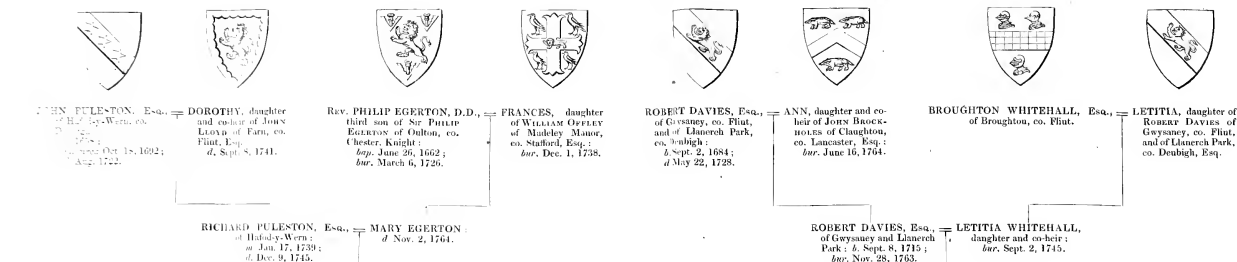 PULESTON, Esq., =
of Hafod-y-Wern, co.
Oct. 18, 1692;
Aug. 1722.
DOROTHY, daughter
and co-heir of JOHN
LLOYD of Farn, co.
Flint, Esq.
d. Sept. 8, 1741.
REV. PHILIP EGERTON, D.D., =
third son of Sir PHILIP
EGERTON of Oulton, co.
Chester, Knight :
bap. June 26, 1662 ;
bur. March 6, 1726.
FRANCES, daughter
of WILLIAM OFFLEY
of Madeley Manor,
co. Stafford, Esq. :
bur. Dec. 1, 1738.
ROBERT DAVIES, Esq., =
of Gwysaney, co. Flint,
and of Llanerch Park,
co. Denbigh :
b. Sept. 2, 1684 ;
d May 22, 1728.
ANN, daughter and co-
heir of JOHN BROCK-
HOLES of Claughton,
co. Lancaster, Esq. :
bur. June 16, 1764.
BROUGHTON WHITEHALL, Esq., =
of Broughton, co. Flint.
LETITIA, daughter of
ROBERT DAVIES of
Gwysaney, co. Flint,
and of Llanerch Park,
co. Denbigh, Esq.
RICHARD PULESTON, Esq., =
of Hafod-y-Wern :
m Jan. 17, 1739 ;
d. Dec. 9, 1745.
MARY EGERTON :
d Nov. 2, 1764.
ROBERT DAVIES, Esq., =
of Gwysaney and Llanerch
Park : b. Sept. 8, 1715 ;
bur. Nov. 28, 1763.
LETITIA WHITEHALL,
daughter and co-heir :
bur. Sept. 2, 1745.